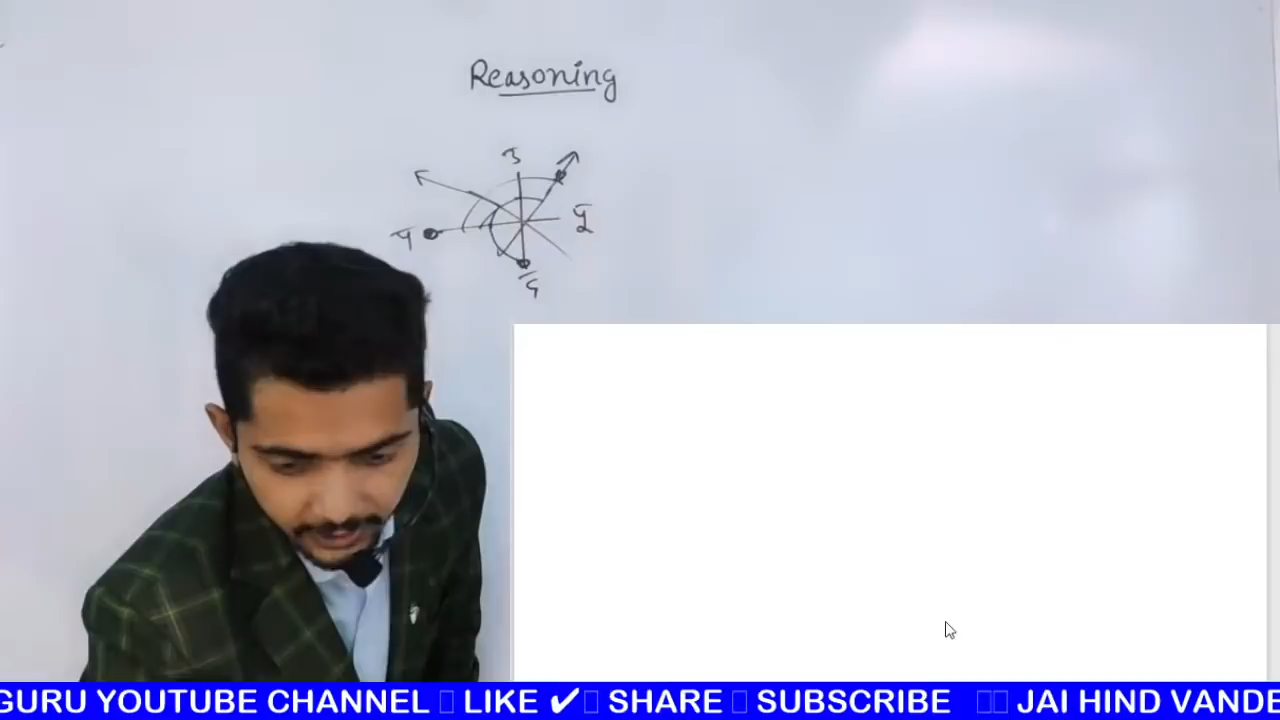 Reasoning
उ
पू
प
द
GURU YOUTUBE CHANNEL LIKE ✔ SHARE SUBSCRIBE JAI HIND VANDE